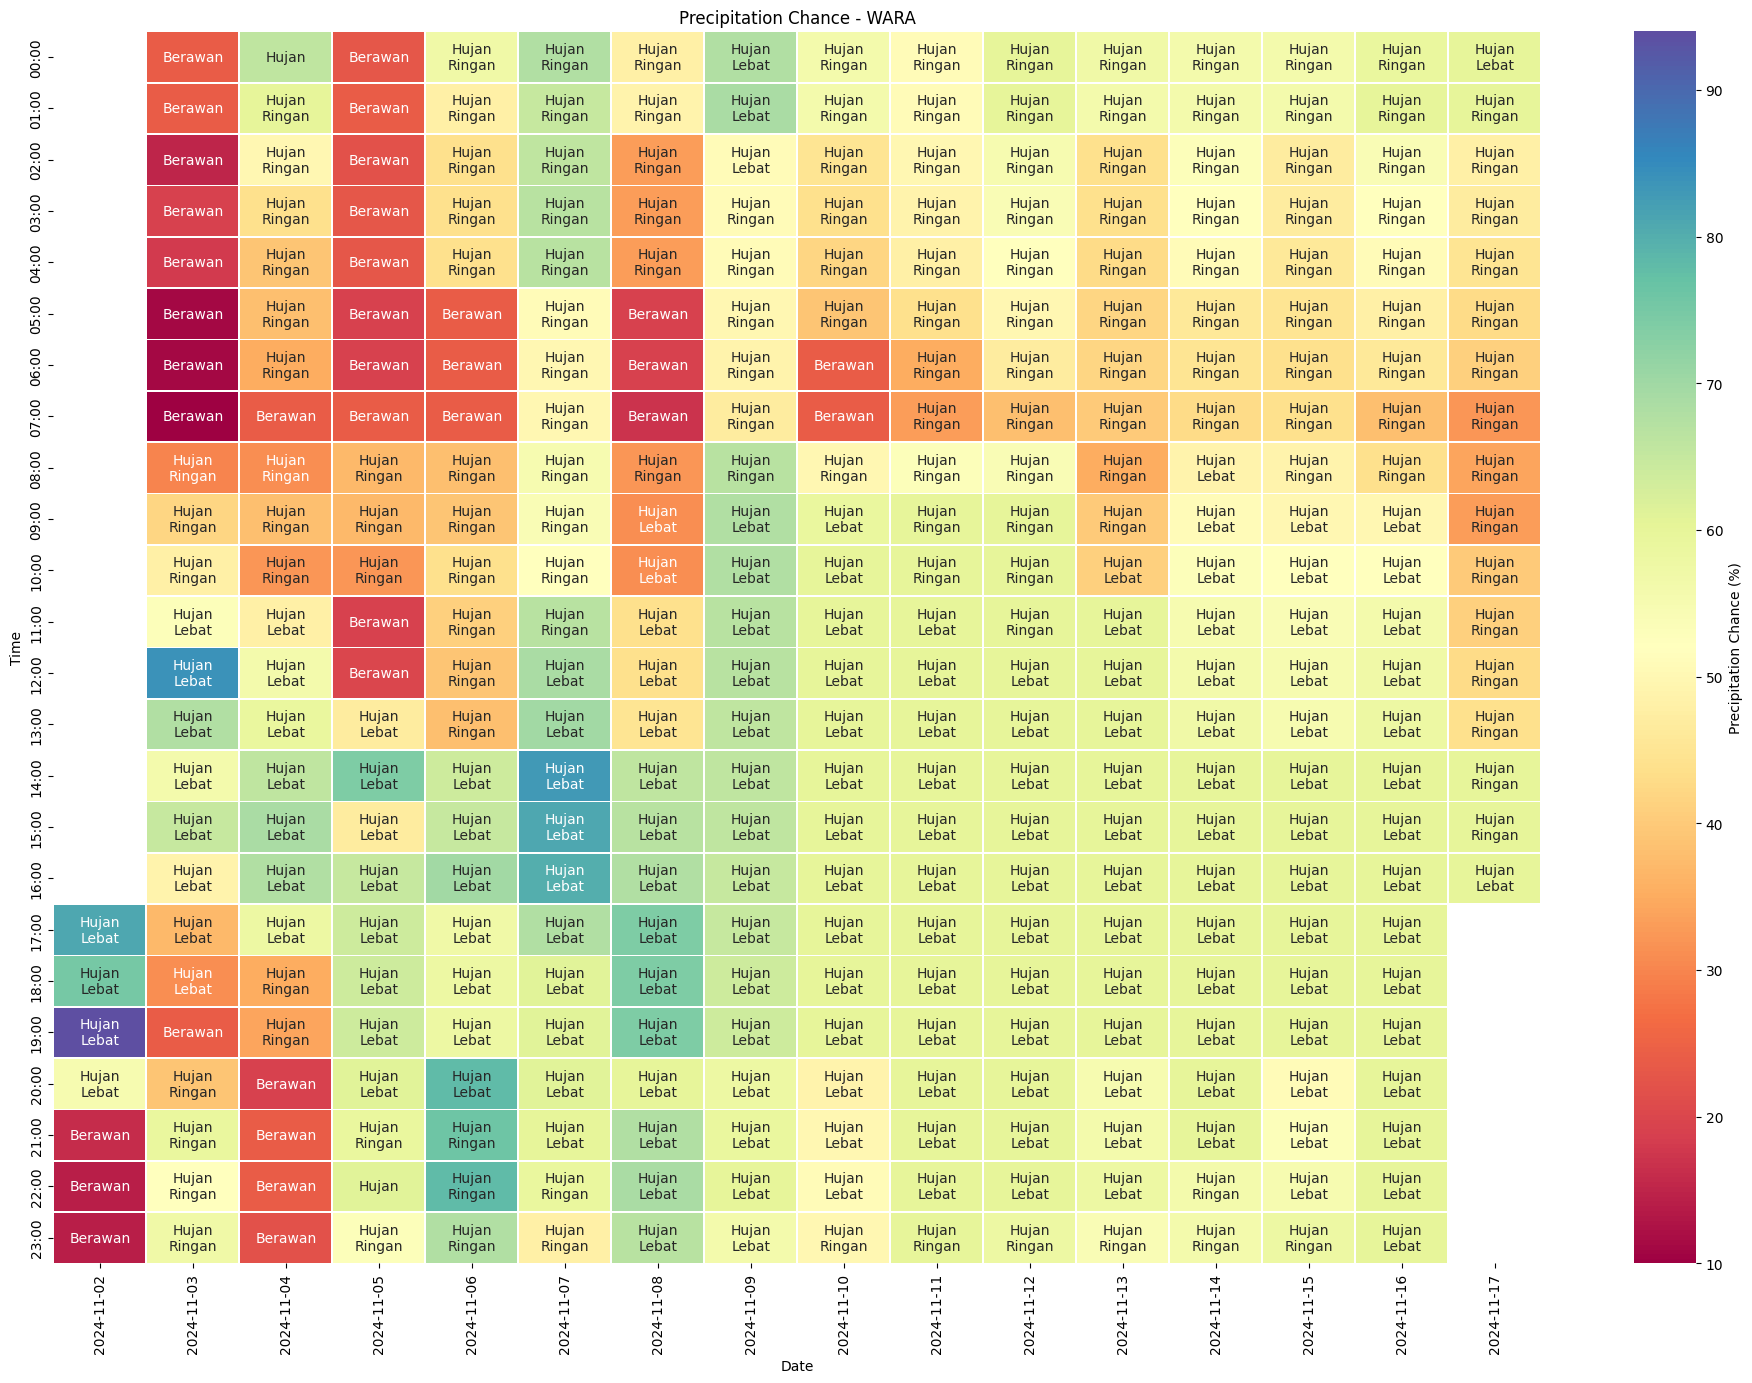 Precipitation Chance - WARA
00:00 Berawan Hujan Berawan Hujan Ringan Hujan Ringan Hujan Ringan Hujan Lebat Hujan Ringan Hujan Ringan Hujan Ringan Hujan Ringan Hujan Ringan Hujan Ringan Hujan Ringan Hujan Lebat
01:00 Berawan Hujan Ringan Berawan Hujan Ringan Hujan Ringan Hujan Ringan Hujan Lebat Hujan Ringan Hujan Ringan Hujan Ringan Hujan Ringan Hujan Ringan Hujan Ringan Hujan Ringan Hujan Ringan
02:00 Berawan Hujan Ringan Berawan Hujan Ringan Hujan Ringan Hujan Ringan Hujan Lebat Hujan Ringan Hujan Ringan Hujan Ringan Hujan Ringan Hujan Ringan Hujan Ringan Hujan Ringan Hujan Ringan
03:00 Berawan Hujan Ringan Berawan Hujan Ringan Hujan Ringan Hujan Ringan Hujan Ringan Hujan Ringan Hujan Ringan Hujan Ringan Hujan Ringan Hujan Ringan Hujan Ringan Hujan Ringan Hujan Ringan
04:00 Berawan Hujan Ringan Berawan Hujan Ringan Hujan Ringan Hujan Ringan Hujan Ringan Hujan Ringan Hujan Ringan Hujan Ringan Hujan Ringan Hujan Ringan Hujan Ringan Hujan Ringan Hujan Ringan
05:00 Berawan Hujan Ringan Berawan Berawan Hujan Ringan Berawan Hujan Ringan Hujan Ringan Hujan Ringan Hujan Ringan Hujan Ringan Hujan Ringan Hujan Ringan Hujan Ringan Hujan Ringan
06:00 Berawan Hujan Ringan Berawan Berawan Hujan Ringan Berawan Hujan Ringan Berawan Hujan Ringan Hujan Ringan Hujan Ringan Hujan Ringan Hujan Ringan Hujan Ringan Hujan Ringan
07:00 Berawan Berawan Berawan Berawan Hujan Ringan Berawan Hujan Ringan Berawan Hujan Ringan Hujan Ringan Hujan Ringan Hujan Ringan Hujan Ringan Hujan Ringan Hujan Ringan
08:00 Hujan Ringan Hujan Ringan Hujan Ringan Hujan Ringan Hujan Ringan Hujan Ringan Hujan Ringan Hujan Ringan Hujan Ringan Hujan Ringan Hujan Ringan Hujan Lebat Hujan Ringan Hujan Ringan Hujan Ringan
09:00 Hujan Ringan Hujan Ringan Hujan Ringan Hujan Ringan Hujan Ringan Hujan Lebat Hujan Lebat Hujan Lebat Hujan Ringan Hujan Ringan Hujan Ringan Hujan Lebat Hujan Lebat Hujan Lebat Hujan Ringan
10:00 Hujan Ringan Hujan Ringan Hujan Ringan Hujan Ringan Hujan Ringan Hujan Lebat Hujan Lebat Hujan Lebat Hujan Ringan Hujan Ringan Hujan Lebat Hujan Lebat Hujan Lebat Hujan Lebat Hujan Ringan
11:00 Hujan Lebat Hujan Lebat Berawan Hujan Ringan Hujan Ringan Hujan Lebat Hujan Lebat Hujan Lebat Hujan Lebat Hujan Ringan Hujan Lebat Hujan Lebat Hujan Lebat Hujan Lebat Hujan Ringan
12:00 Hujan Lebat Hujan Lebat Berawan Hujan Ringan Hujan Lebat Hujan Lebat Hujan Lebat Hujan Lebat Hujan Lebat Hujan Lebat Hujan Lebat Hujan Lebat Hujan Lebat Hujan Lebat Hujan Ringan
13:00 Hujan Lebat Hujan Lebat Hujan Lebat Hujan Ringan Hujan Lebat Hujan Lebat Hujan Lebat Hujan Lebat Hujan Lebat Hujan Lebat Hujan Lebat Hujan Lebat Hujan Lebat Hujan Lebat Hujan Ringan
14:00 Hujan Lebat Hujan Lebat Hujan Lebat Hujan Lebat Hujan Lebat Hujan Lebat Hujan Lebat Hujan Lebat Hujan Lebat Hujan Lebat Hujan Lebat Hujan Lebat Hujan Lebat Hujan Lebat Hujan Ringan
15:00 Hujan Lebat Hujan Lebat Hujan Lebat Hujan Lebat Hujan Lebat Hujan Lebat Hujan Lebat Hujan Lebat Hujan Lebat Hujan Lebat Hujan Lebat Hujan Lebat Hujan Lebat Hujan Lebat Hujan Ringan
16:00 Hujan Lebat Hujan Lebat Hujan Lebat Hujan Lebat Hujan Lebat Hujan Lebat Hujan Lebat Hujan Lebat Hujan Lebat Hujan Lebat Hujan Lebat Hujan Lebat Hujan Lebat Hujan Lebat Hujan Lebat
17:00 Hujan Lebat Hujan Lebat Hujan Lebat Hujan Lebat Hujan Lebat Hujan Lebat Hujan Lebat Hujan Lebat Hujan Lebat Hujan Lebat Hujan Lebat Hujan Lebat Hujan Lebat Hujan Lebat Hujan Lebat
18:00 Hujan Lebat Hujan Lebat Hujan Ringan Hujan Lebat Hujan Lebat Hujan Lebat Hujan Lebat Hujan Lebat Hujan Lebat Hujan Lebat Hujan Lebat Hujan Lebat Hujan Lebat Hujan Lebat Hujan Lebat
19:00 Hujan Lebat Berawan Hujan Ringan Hujan Lebat Hujan Lebat Hujan Lebat Hujan Lebat Hujan Lebat Hujan Lebat Hujan Lebat Hujan Lebat Hujan Lebat Hujan Lebat Hujan Lebat Hujan Lebat
20:00 Hujan Lebat Hujan Ringan Berawan Hujan Lebat Hujan Lebat Hujan Lebat Hujan Lebat Hujan Lebat Hujan Lebat Hujan Lebat Hujan Lebat Hujan Lebat Hujan Lebat Hujan Lebat Hujan Lebat
21:00 Berawan Hujan Ringan Berawan Hujan Ringan Hujan Ringan Hujan Lebat Hujan Lebat Hujan Lebat Hujan Lebat Hujan Lebat Hujan Lebat Hujan Lebat Hujan Lebat Hujan Lebat Hujan Lebat
22:00 Berawan Hujan Ringan Berawan Hujan Hujan Ringan Hujan Ringan Hujan Lebat Hujan Lebat Hujan Lebat Hujan Lebat Hujan Lebat Hujan Lebat Hujan Ringan Hujan Lebat Hujan Lebat
23:00 Berawan Hujan Ringan Berawan Hujan Ringan Hujan Ringan Hujan Ringan Hujan Lebat Hujan Lebat Hujan Ringan Hujan Ringan Hujan Ringan Hujan Ringan Hujan Ringan Hujan Ringan Hujan Lebat
Time
2024-11-02 2024-11-03 2024-11-04 2024-11-05 2024-11-06 2024-11-07 2024-11-08 2024-11-09 2024-11-10 2024-11-11 2024-11-12 2024-11-13 2024-11-14 2024-11-15 2024-11-16 2024-11-17
Date
90
80
70
60
50
40
30
20
10
Precipitation Chance (%)